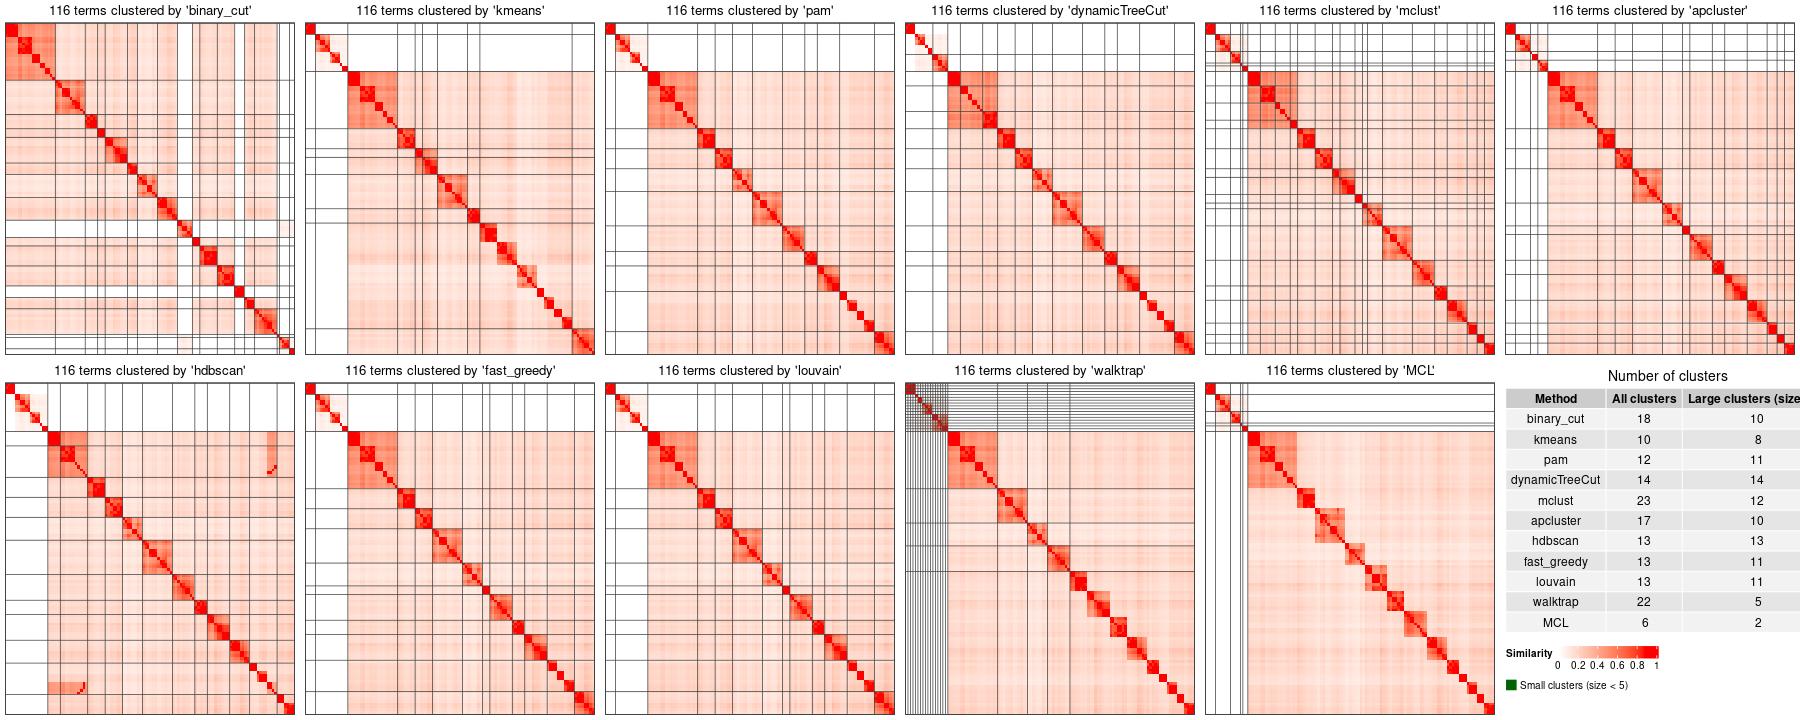 116 terms clustered by 'binary_cut'
116 terms clustered by 'kmeans'
116 terms clustered by 'pam'
116 terms clustered by 'dynamicTreeCut'
116 terms clustered by 'mclust'
116 terms clustered by 'apcluster'
116 terms clustered by 'hdbscan'
116 terms clustered by 'fast_greedy'
116 terms clustered by 'louvain'
116 terms clustered by 'walktrap'
116 terms clustered by 'MCL'
Number of clusters
Method All clusters Large clusters (size
binary_cut 18 10
kmeans 10 8
pam 12 11
dynamicTreeCut 14 14
mclust 23 12
apcluster 17 10
hdbscan 13 13
fast_greedy 13 11
louvain 13 11
walktrap 22 5
MCL 6 2
Similarity
0 0.2 0.4 0.6 0.8 1
Small clusters (size < 5)